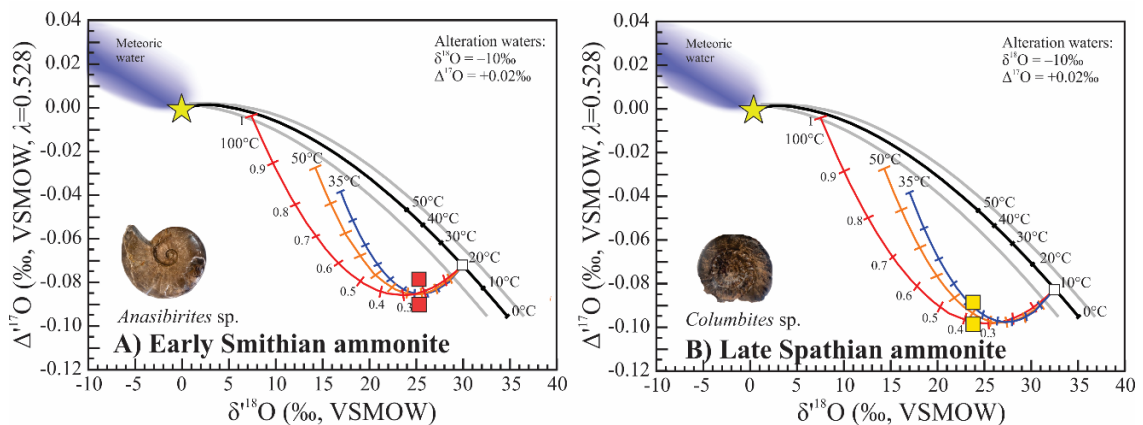 Meteoric
water
Alteration waters:
δ¹⁸O = –10‰
Δ'¹⁷O = +0.02‰
0.04
0.02
0.00
-0.02
-0.04
-0.06
-0.08
-0.10
-0.12
Δ'¹⁷O (‰, VSMOW, λ=0.528)
1
100°C
0.9
0.8
0.7
0.6
0.5
0.4
0.3
50°C
35°C
50°C
40°C
30°C
20°C
10°C
0°C
Anasibirites sp.
A) Early Smithian ammonite
-10
-5
0
5
10
15
20
25
30
35
40
δ'¹⁸O (‰, VSMOW)
Meteoric
water
Alteration waters:
δ¹⁸O = –10‰
Δ'¹⁷O = +0.02‰
0.04
0.02
0.00
-0.02
-0.04
-0.06
-0.08
-0.10
-0.12
Δ'¹⁷O (‰, VSMOW, λ=0.528)
1
100°C
0.9
0.8
0.7
0.6
0.5
0.4
0.3
50°C
35°C
50°C
40°C
30°C
20°C
10°C
0°C
Columbites sp.
B) Late Spathian ammonite
-10
-5
0
5
10
15
20
25
30
35
40
δ'¹⁸O (‰, VSMOW)